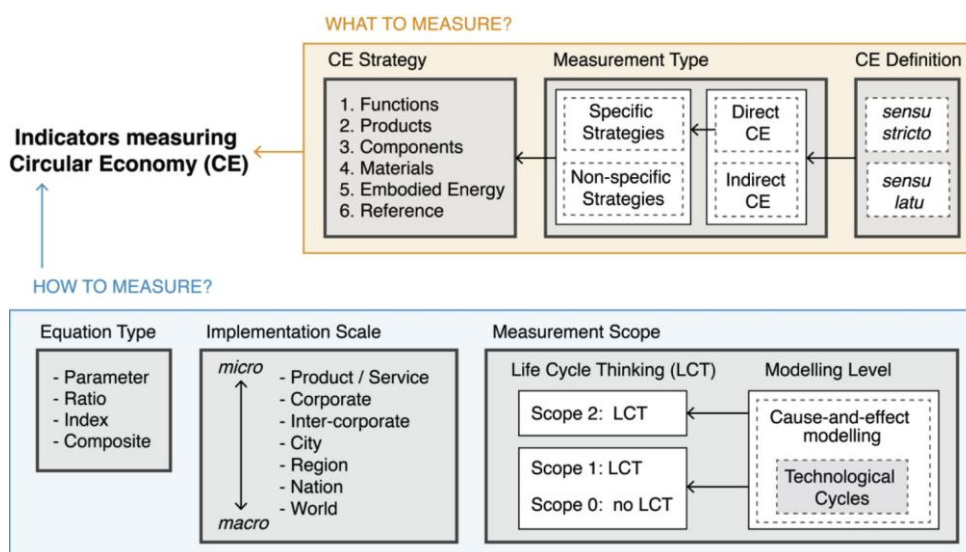 WHAT TO MEASURE?
CE Strategy
1. Functions
2. Products
3. Components
4. Materials
5. Embodied Energy
6. Reference
Measurement Type
Specific
Strategies
Non-specific
Strategies
Direct
CE
Indirect
CE
CE Definition
sensu
stricto
sensu
latu
Indicators measuring
Circular Economy (CE)
HOW TO MEASURE?
Equation Type
- Parameter
- Ratio
- Index
- Composite
Implementation Scale
micro
macro
- Product / Service
- Corporate
- Inter-corporate
- City
- Region
- Nation
- World
Measurement Scope
Life Cycle Thinking (LCT)
Scope 2: LCT
Scope 1: LCT
Scope 0: no LCT
Modelling Level
Cause-and-effect
modelling
Technological
Cycles